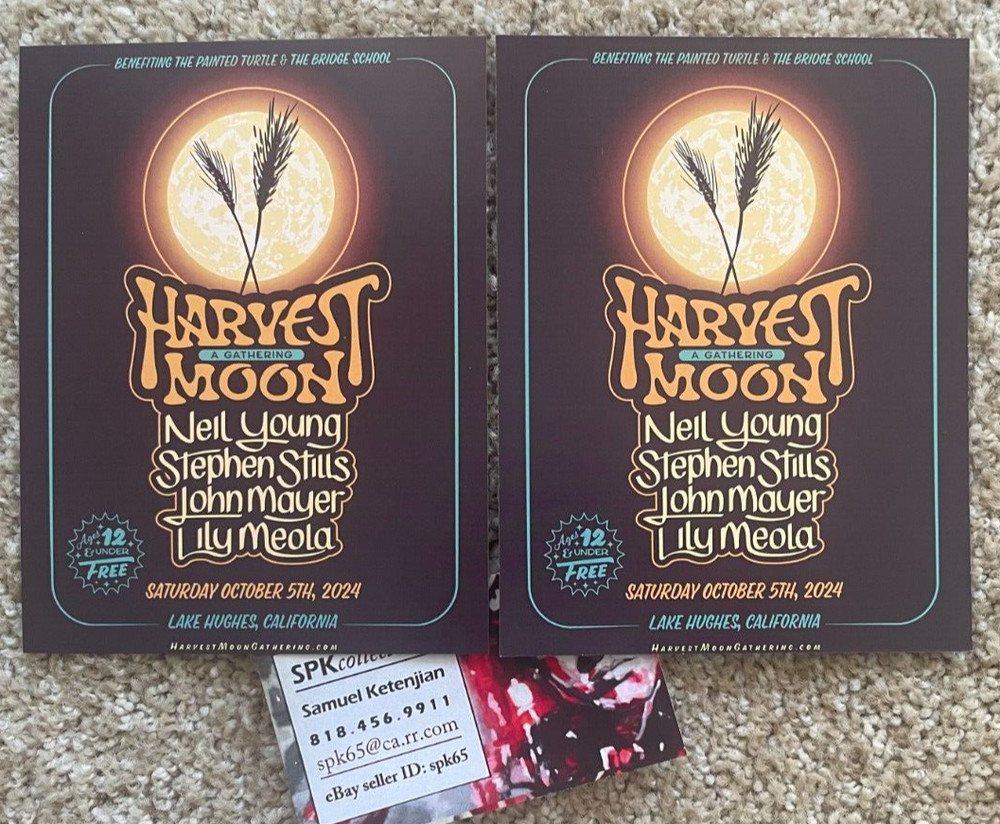 BENEFITING THE PAINTED TURTLE & THE BRIDGE SCHOOL
HARVEST
A GATHERING
MOON
Neil Young
Stephen Stills
John Mayer
Lily Meola
Ages 12
& UNDER
FREE
SATURDAY OCTOBER 5TH, 2024
LAKE HUGHES, CALIFORNIA
HARVESTMOONGATHERING.COM
BENEFITING THE PAINTED TURTLE & THE BRIDGE SCHOOL
HARVEST
A GATHERING
MOON
Neil Young
Stephen Stills
John Mayer
Lily Meola
Ages 12
& UNDER
FREE
SATURDAY OCTOBER 5TH, 2024
LAKE HUGHES, CALIFORNIA
HARVESTMOONGATHERING.COM
Samuel Ketenjian
818.456.9911
spk65@ca.rr.com
eBay seller ID: spk65